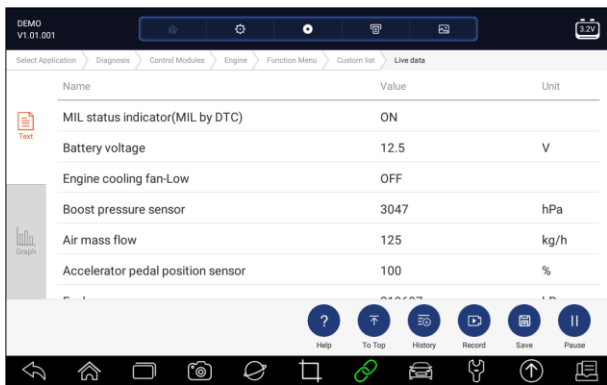 DEMO
V1.01.001
3.2V
Select Application Diagnosis Control Modules Engine Function Menu Custom list Live data
Name Value Unit
Text
MIL status indicator(MIL by DTC) ON
Battery voltage 12.5 V
Engine cooling fan-Low OFF
Boost pressure sensor 3047 hPa
Graph
Air mass flow 125 kg/h
Accelerator pedal position sensor 100 %
Help To Top History Record Save Pause